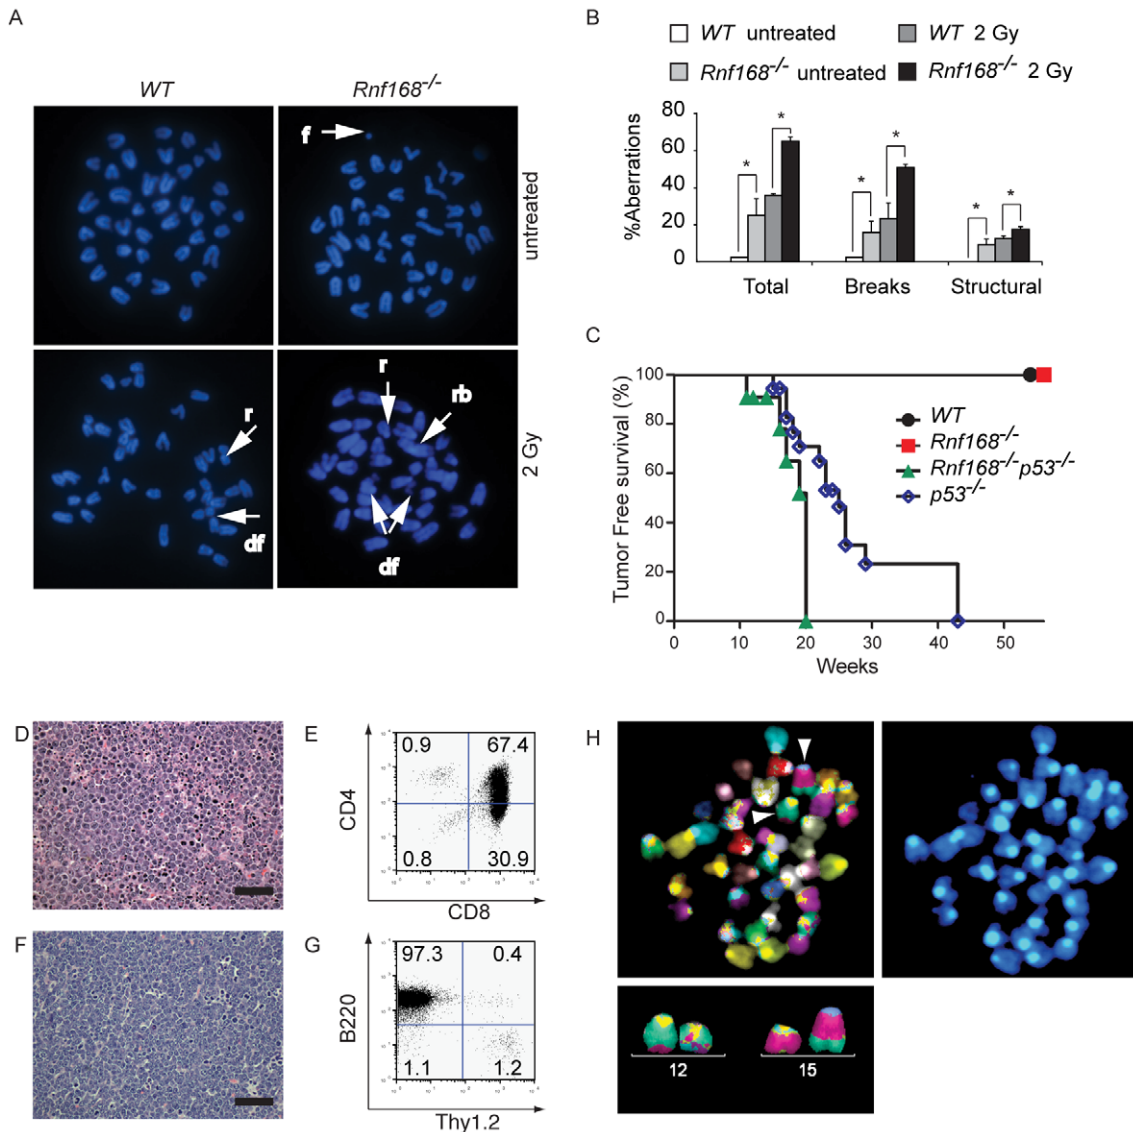 A
WT
Rnf168-/-
f
untreated
r
df
r
rb
df
2 Gy
B
WT untreated
WT 2 Gy
Rnf168-/- untreated
Rnf168-/- 2 Gy
%Aberrations
80
60
40
20
0
* * * * * *
Total Breaks Structural
C
Tumor Free survival (%)
100
80
60
40
20
0
WT
Rnf168-/-
Rnf168-/-p53-/-
p53-/-
0 10 20 30 40 50
Weeks
D
E
0.9 67.4
0.8 30.9
CD4
CD8
F
G
97.3 0.4
1.1 1.2
B220
Thy1.2
H
12 15